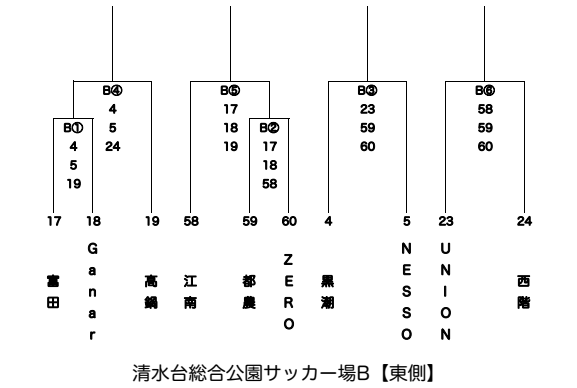 B④ B⑤ B③ B⑥
4 17 23 58
5 18 59 59
24 19 60 60
B① B②
4 17
5 18
19 58
17 18 19 58 59 60 4 5 23 24
富田
Ganar
高鍋
江南
都農
ZERO
黒潮
NESSO
UNION
西階
清水台総合公園サッカー場B【東側】